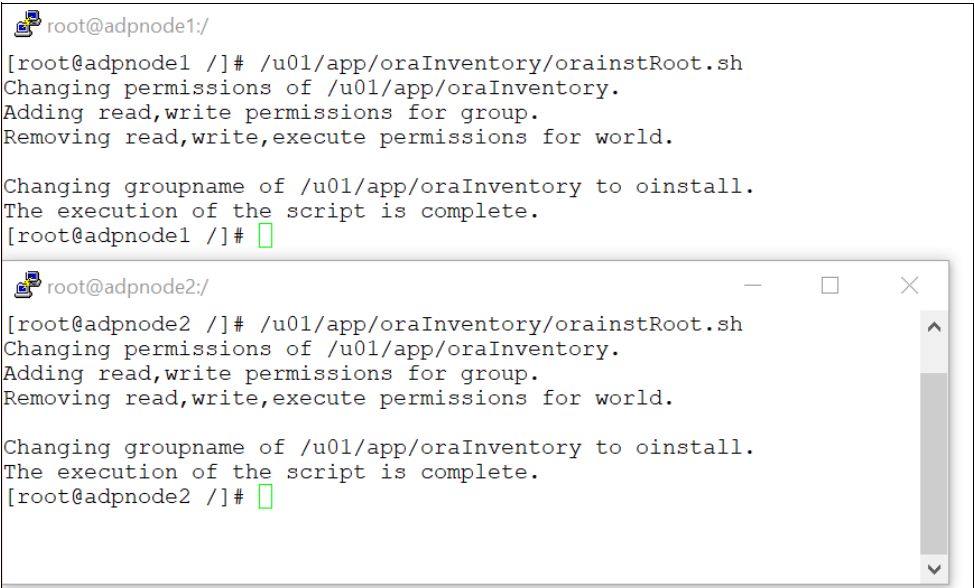 root@adpnode1:/
[root@adpnode1 /]# /u01/app/oraInventory/orainstRoot.sh
Changing permissions of /u01/app/oraInventory.
Adding read,write permissions for group.
Removing read,write,execute permissions for world.
Changing groupname of /u01/app/oraInventory to oinstall.
The execution of the script is complete.
[root@adpnode1 /]#
root@adpnode2:/
[root@adpnode2 /]# /u01/app/oraInventory/orainstRoot.sh
Changing permissions of /u01/app/oraInventory.
Adding read,write permissions for group.
Removing read,write,execute permissions for world.
Changing groupname of /u01/app/oraInventory to oinstall.
The execution of the script is complete.
[root@adpnode2 /]#